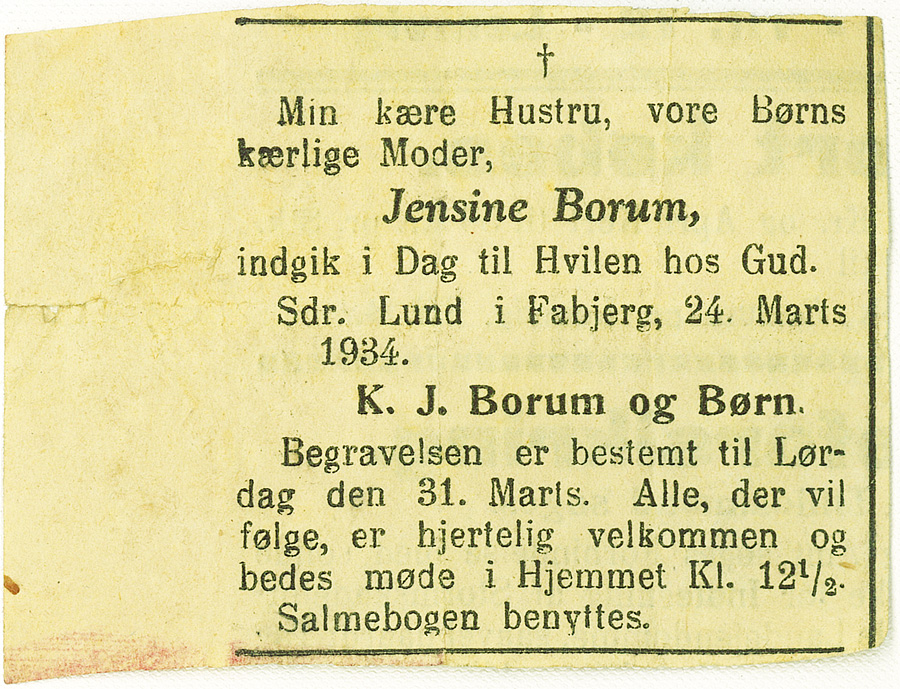 †
Min kære Hustru, vore Børns
kærlige Moder,
Jensine Borum,
indgik i Dag til Hvilen hos Gud.
Sdr. Lund i Fabjerg, 24. Marts
1934.
K. J. Borum og Børn.
Begravelsen er bestemt til Lør-
dag den 31. Marts. Alle, der vil
følge, er hjertelig velkommen og
bedes møde i Hjemmet Kl. 12½.
Salmebogen benyttes.